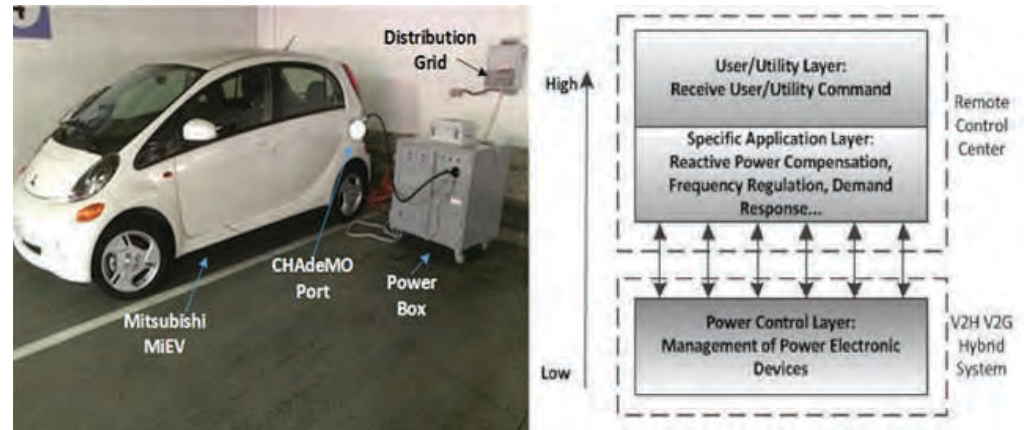 Distribution
Grid
CHAdeMO
Port
Power
Box
Mitsubishi
MiEV
High
Low
User/Utility Layer:
Receive User/Utility Command
Specific Application Layer:
Reactive Power Compensation,
Frequency Regulation, Demand
Response...
Remote
Control
Center
Power Control Layer:
Management of Power Electronic
Devices
V2H V2G
Hybrid
System